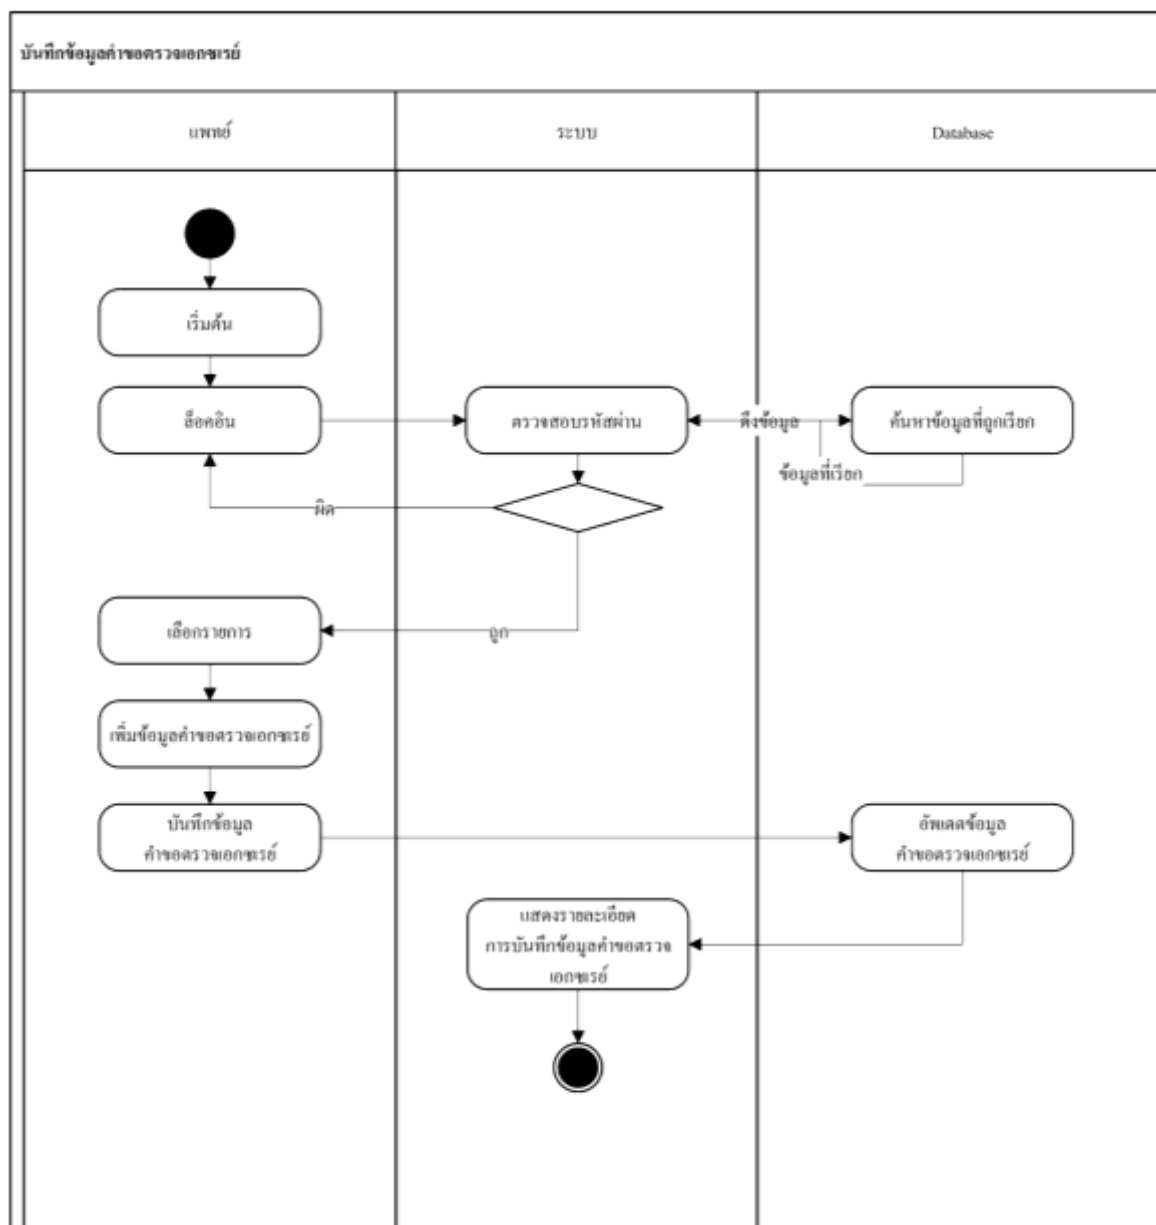 บันทึกข้อมูลคำขอตรวจเอกซเรย์
แพทย์
ระบบ
Database
เริ่มต้น
ล็อคอิน
ตรวจสอบรหัสผ่าน
ดึงข้อมูล
ค้นหาข้อมูลที่ถูกเรียก
ข้อมูลที่เรียก
ผิด
เลือกรายการ
ถูก
เพิ่มข้อมูลคำขอตรวจเอกซเรย์
บันทึกข้อมูล
คำขอตรวจเอกซเรย์
อัพเดตข้อมูล
คำขอตรวจเอกซเรย์
แสดงรายละเอียด
การบันทึกข้อมูลคำขอตรวจ
เอกซเรย์